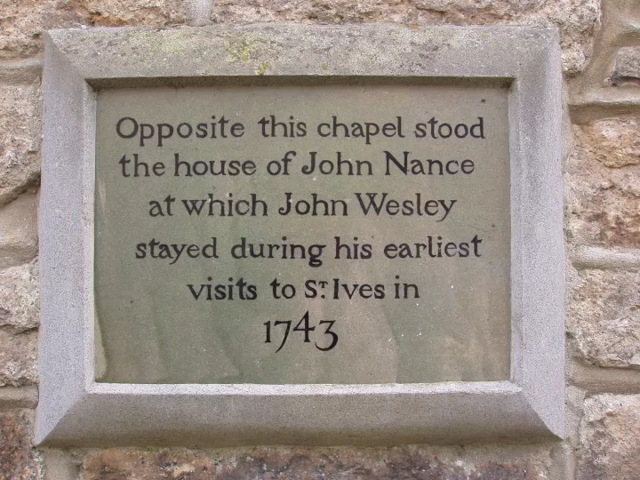 Opposite this chapel stood
the house of John Nance
at which John Wesley
stayed during his earliest
visits to St. Ives in
1743